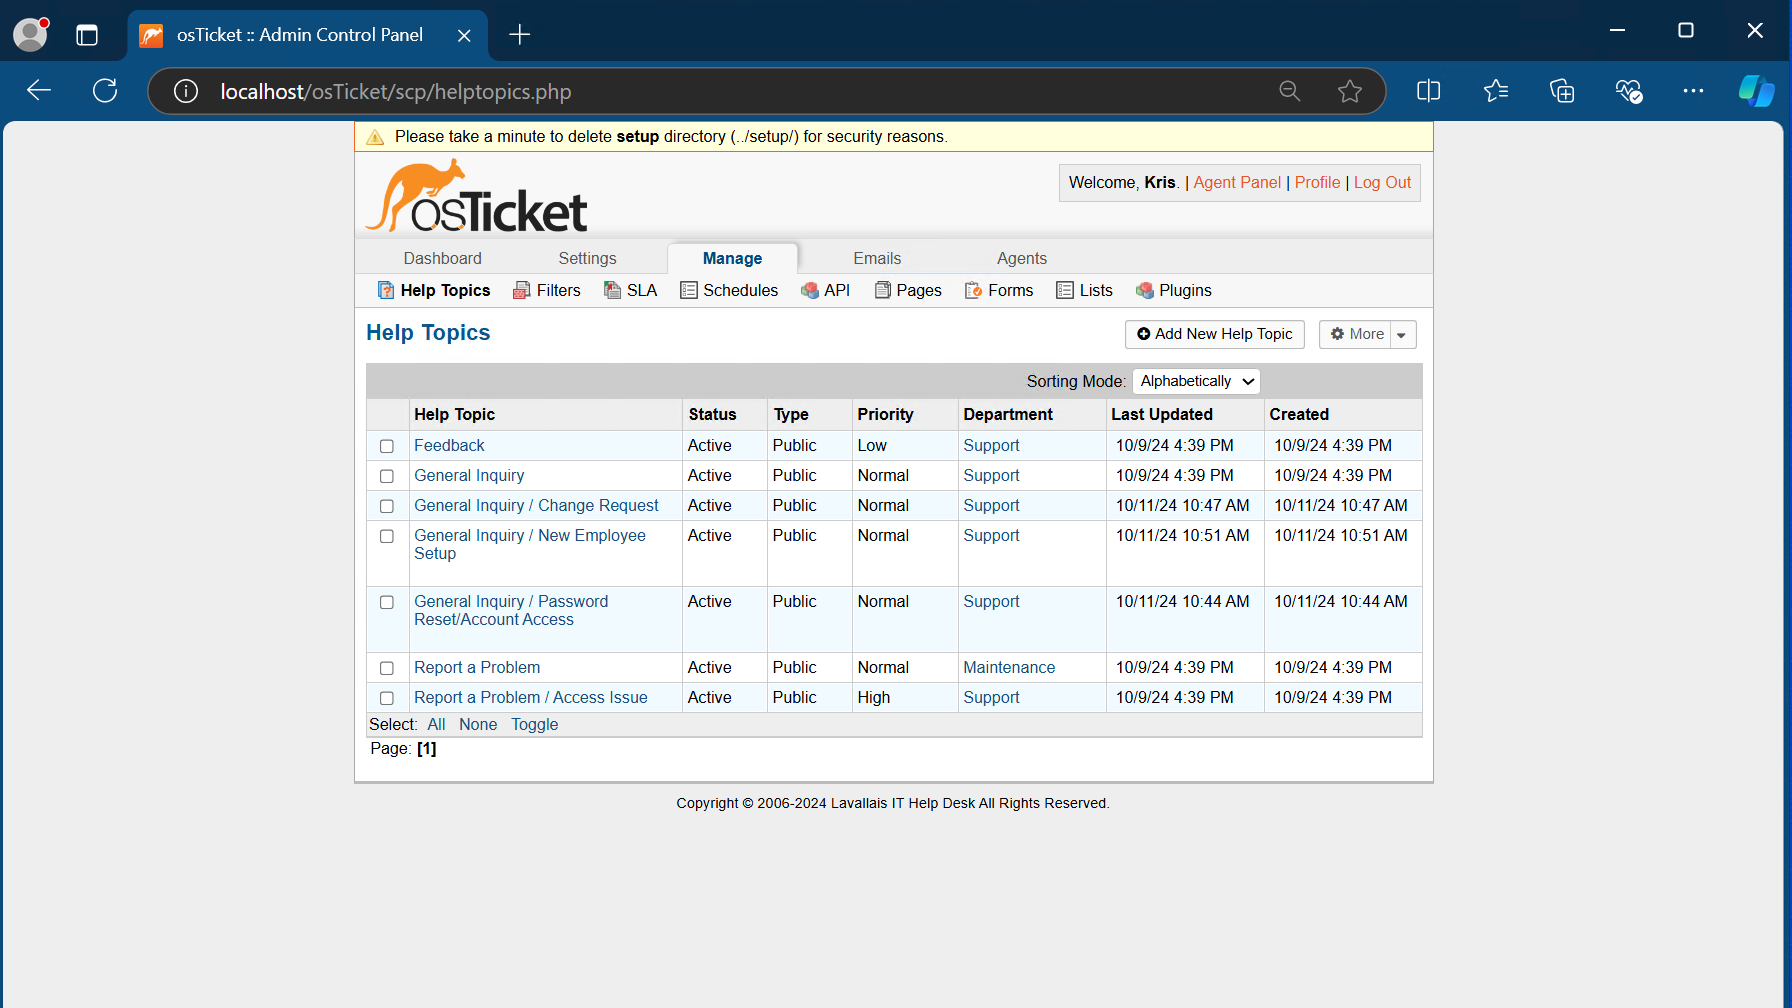 osTicket :: Admin Control Panel
localhost/osTicket/scp/helptopics.php
Please take a minute to delete setup directory (../setup/) for security reasons.
osTicket
Welcome, Kris. | Agent Panel | Profile | Log Out
Dashboard Settings Manage Emails Agents
Help Topics Filters SLA Schedules API Pages Forms Lists Plugins
Help Topics Add New Help Topic More
Sorting Mode: Alphabetically
Help Topic Status Type Priority Department Last Updated Created
Feedback Active Public Low Support 10/9/24 4:39 PM 10/9/24 4:39 PM
General Inquiry Active Public Normal Support 10/9/24 4:39 PM 10/9/24 4:39 PM
General Inquiry / Change Request Active Public Normal Support 10/11/24 10:47 AM 10/11/24 10:47 AM
General Inquiry / New Employee Active Public Normal Support 10/11/24 10:51 AM 10/11/24 10:51 AM
Setup
General Inquiry / Password Active Public Normal Support 10/11/24 10:44 AM 10/11/24 10:44 AM
Reset/Account Access
Report a Problem Active Public Normal Maintenance 10/9/24 4:39 PM 10/9/24 4:39 PM
Report a Problem / Access Issue Active Public High Support 10/9/24 4:39 PM 10/9/24 4:39 PM
Select: All None Toggle
Page: [1]
Copyright © 2006-2024 Lavallais IT Help Desk All Rights Reserved.